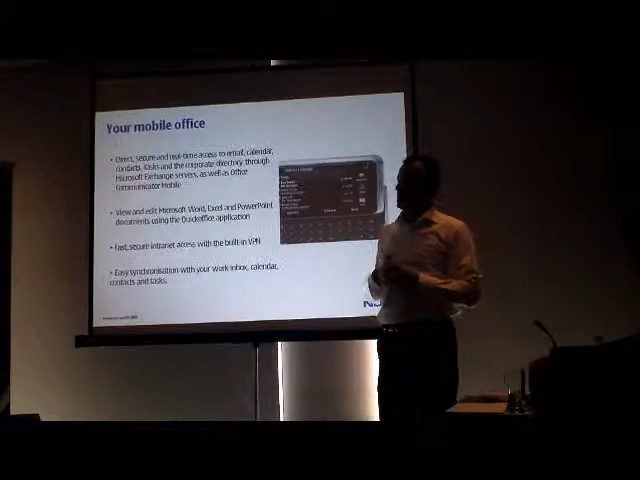 Your mobile office
• Direct, secure and real-time access to email, calendar,
contacts, tasks and the corporate directory through
Microsoft Exchange servers, as well as Office
Communicator Mobile
• View and edit Microsoft Word, Excel and PowerPoint
documents using the Quickoffice application
• Fast, secure intranet access with the built-in VPN
• Easy synchronisation with your work inbox, calendar,
contacts and tasks.